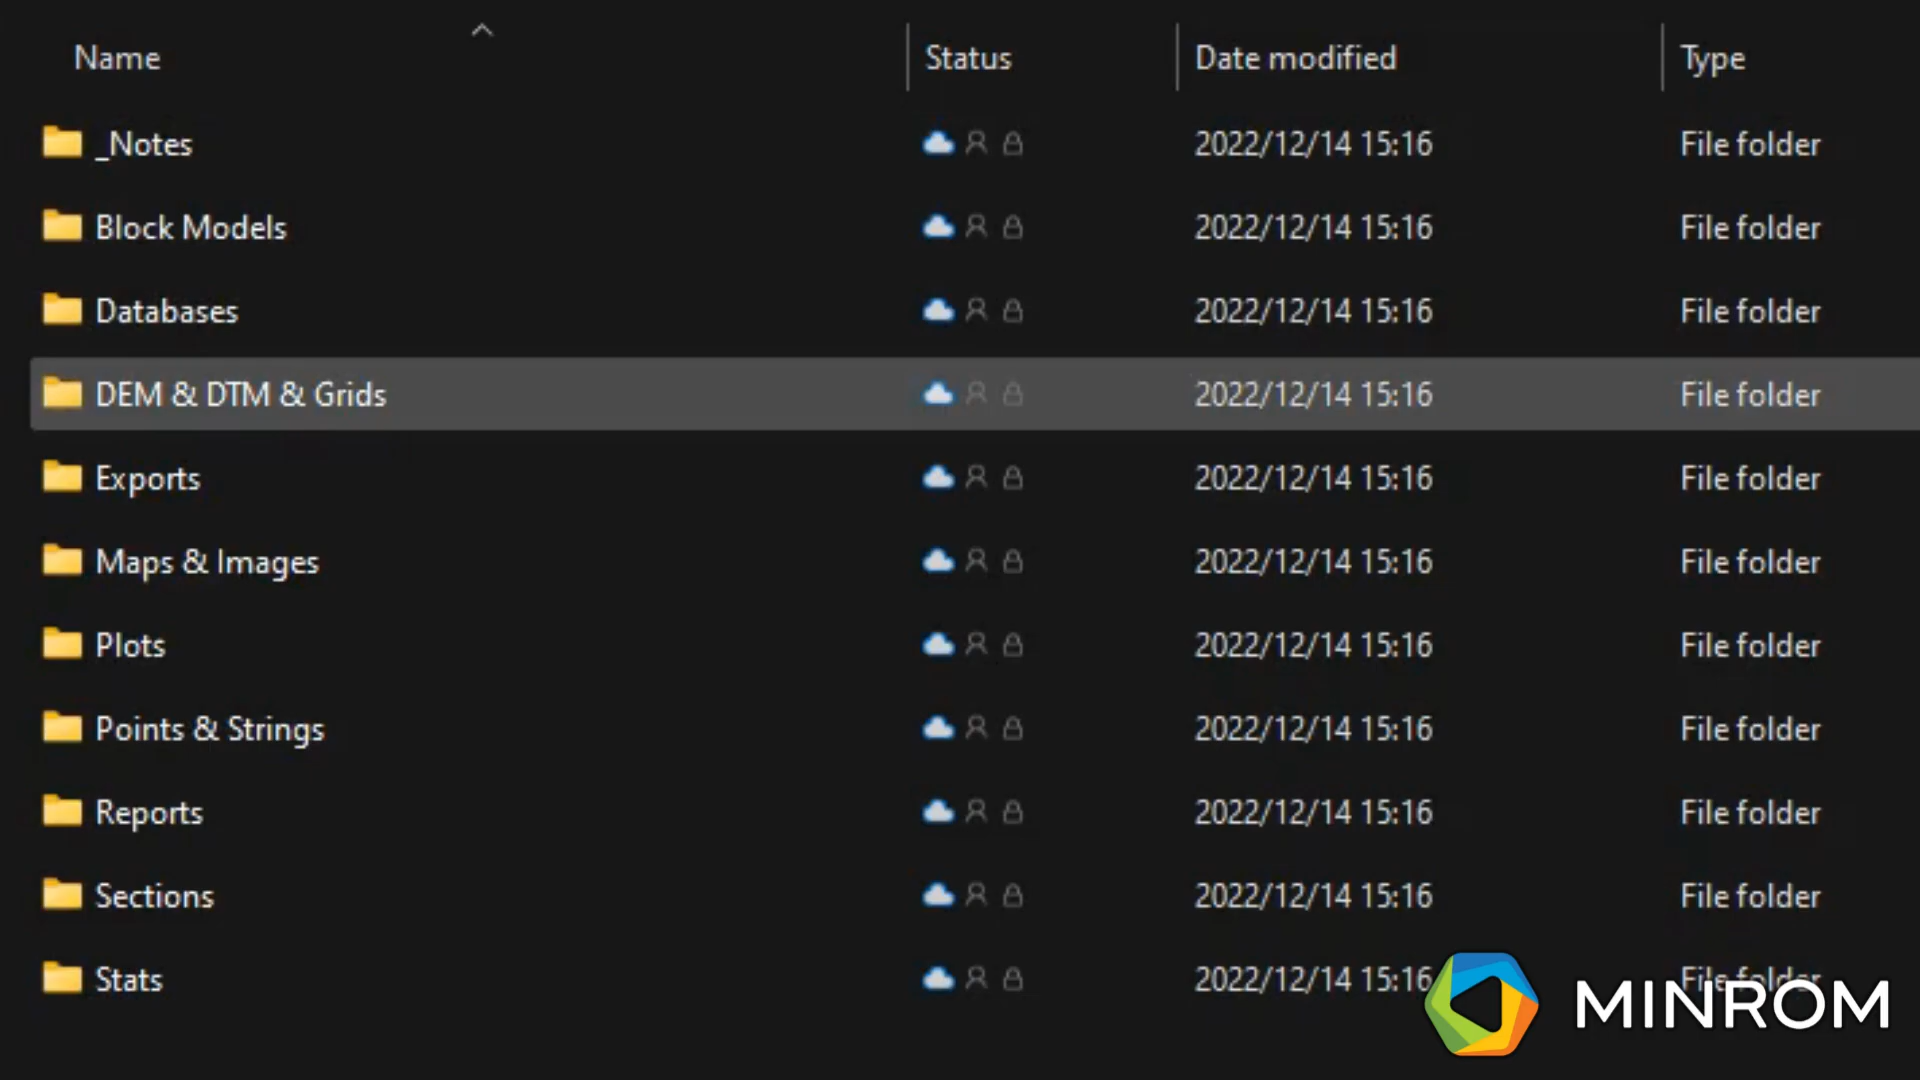 Name Status Date modified Type
_Notes 2022/12/14 15:16 File folder
Block Models 2022/12/14 15:16 File folder
Databases 2022/12/14 15:16 File folder
DEM & DTM & Grids 2022/12/14 15:16 File folder
Exports 2022/12/14 15:16 File folder
Maps & Images 2022/12/14 15:16 File folder
Plots 2022/12/14 15:16 File folder
Points & Strings 2022/12/14 15:16 File folder
Reports 2022/12/14 15:16 File folder
Sections 2022/12/14 15:16 File folder
Stats 2022/12/14 15:16 File folder
MINROM